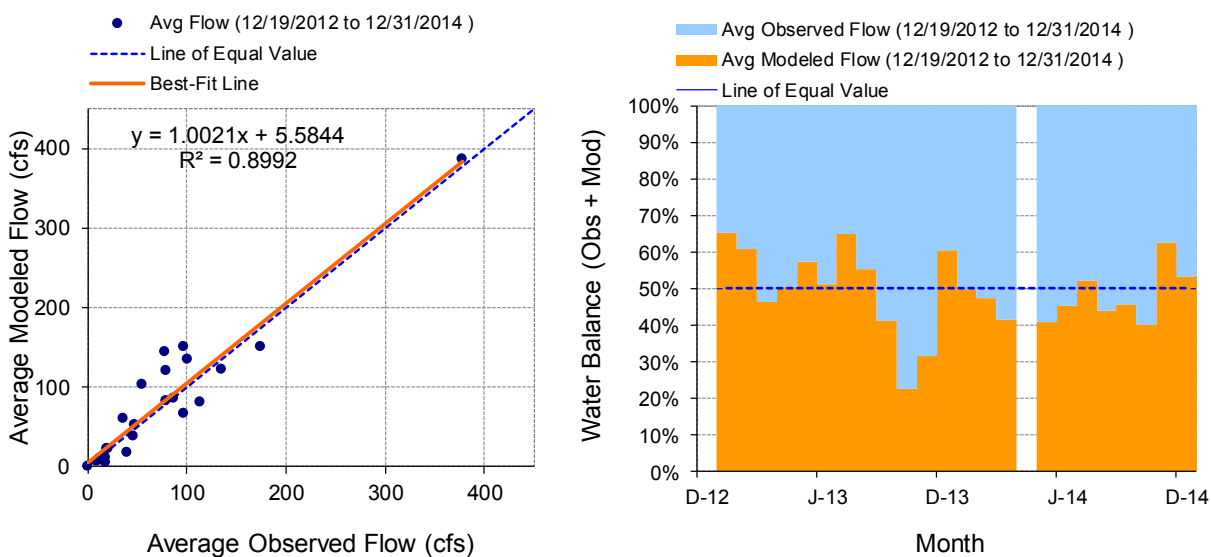 Avg Flow (12/19/2012 to 12/31/2014 )
Line of Equal Value
Best-Fit Line
y = 1.0021x + 5.5844
R² = 0.8992
Average Modeled Flow (cfs)
400
300
200
100
0
0 100 200 300 400
Average Observed Flow (cfs)
Avg Observed Flow (12/19/2012 to 12/31/2014 )
Avg Modeled Flow (12/19/2012 to 12/31/2014 )
Line of Equal Value
Water Balance (Obs + Mod)
100%
90%
80%
70%
60%
50%
40%
30%
20%
10%
0%
D-12 J-13 D-13 J-14 D-14
Month